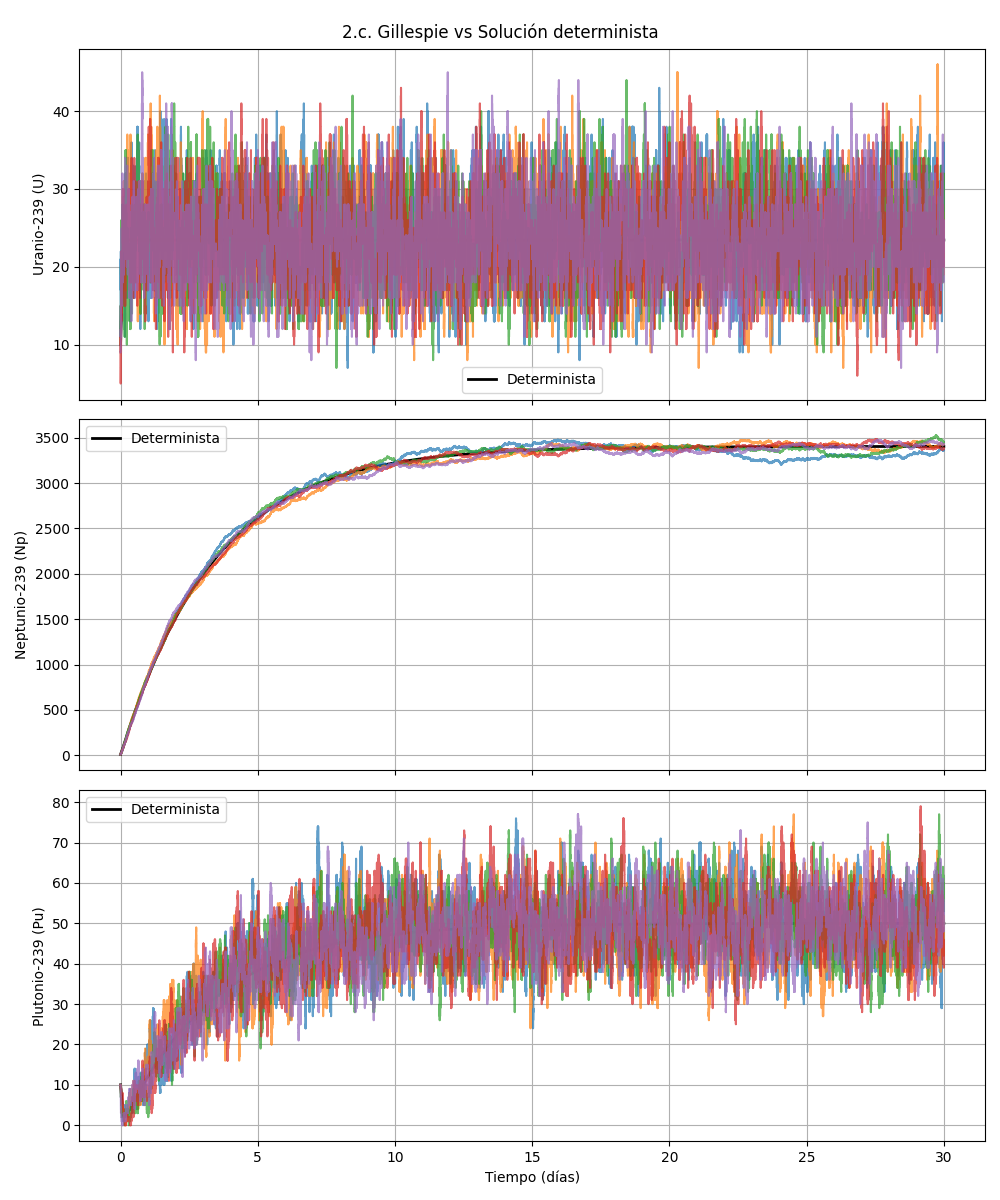 2.c. Gillespie vs Solución determinista
40
30
20
10
Uranio-239 (U)
Determinista
3500
3000
2500
2000
1500
1000
500
0
Neptunio-239 (Np)
Determinista
80
70
60
50
40
30
20
10
0
Plutonio-239 (Pu)
Determinista
0 5 10 15 20 25 30
Tiempo (días)